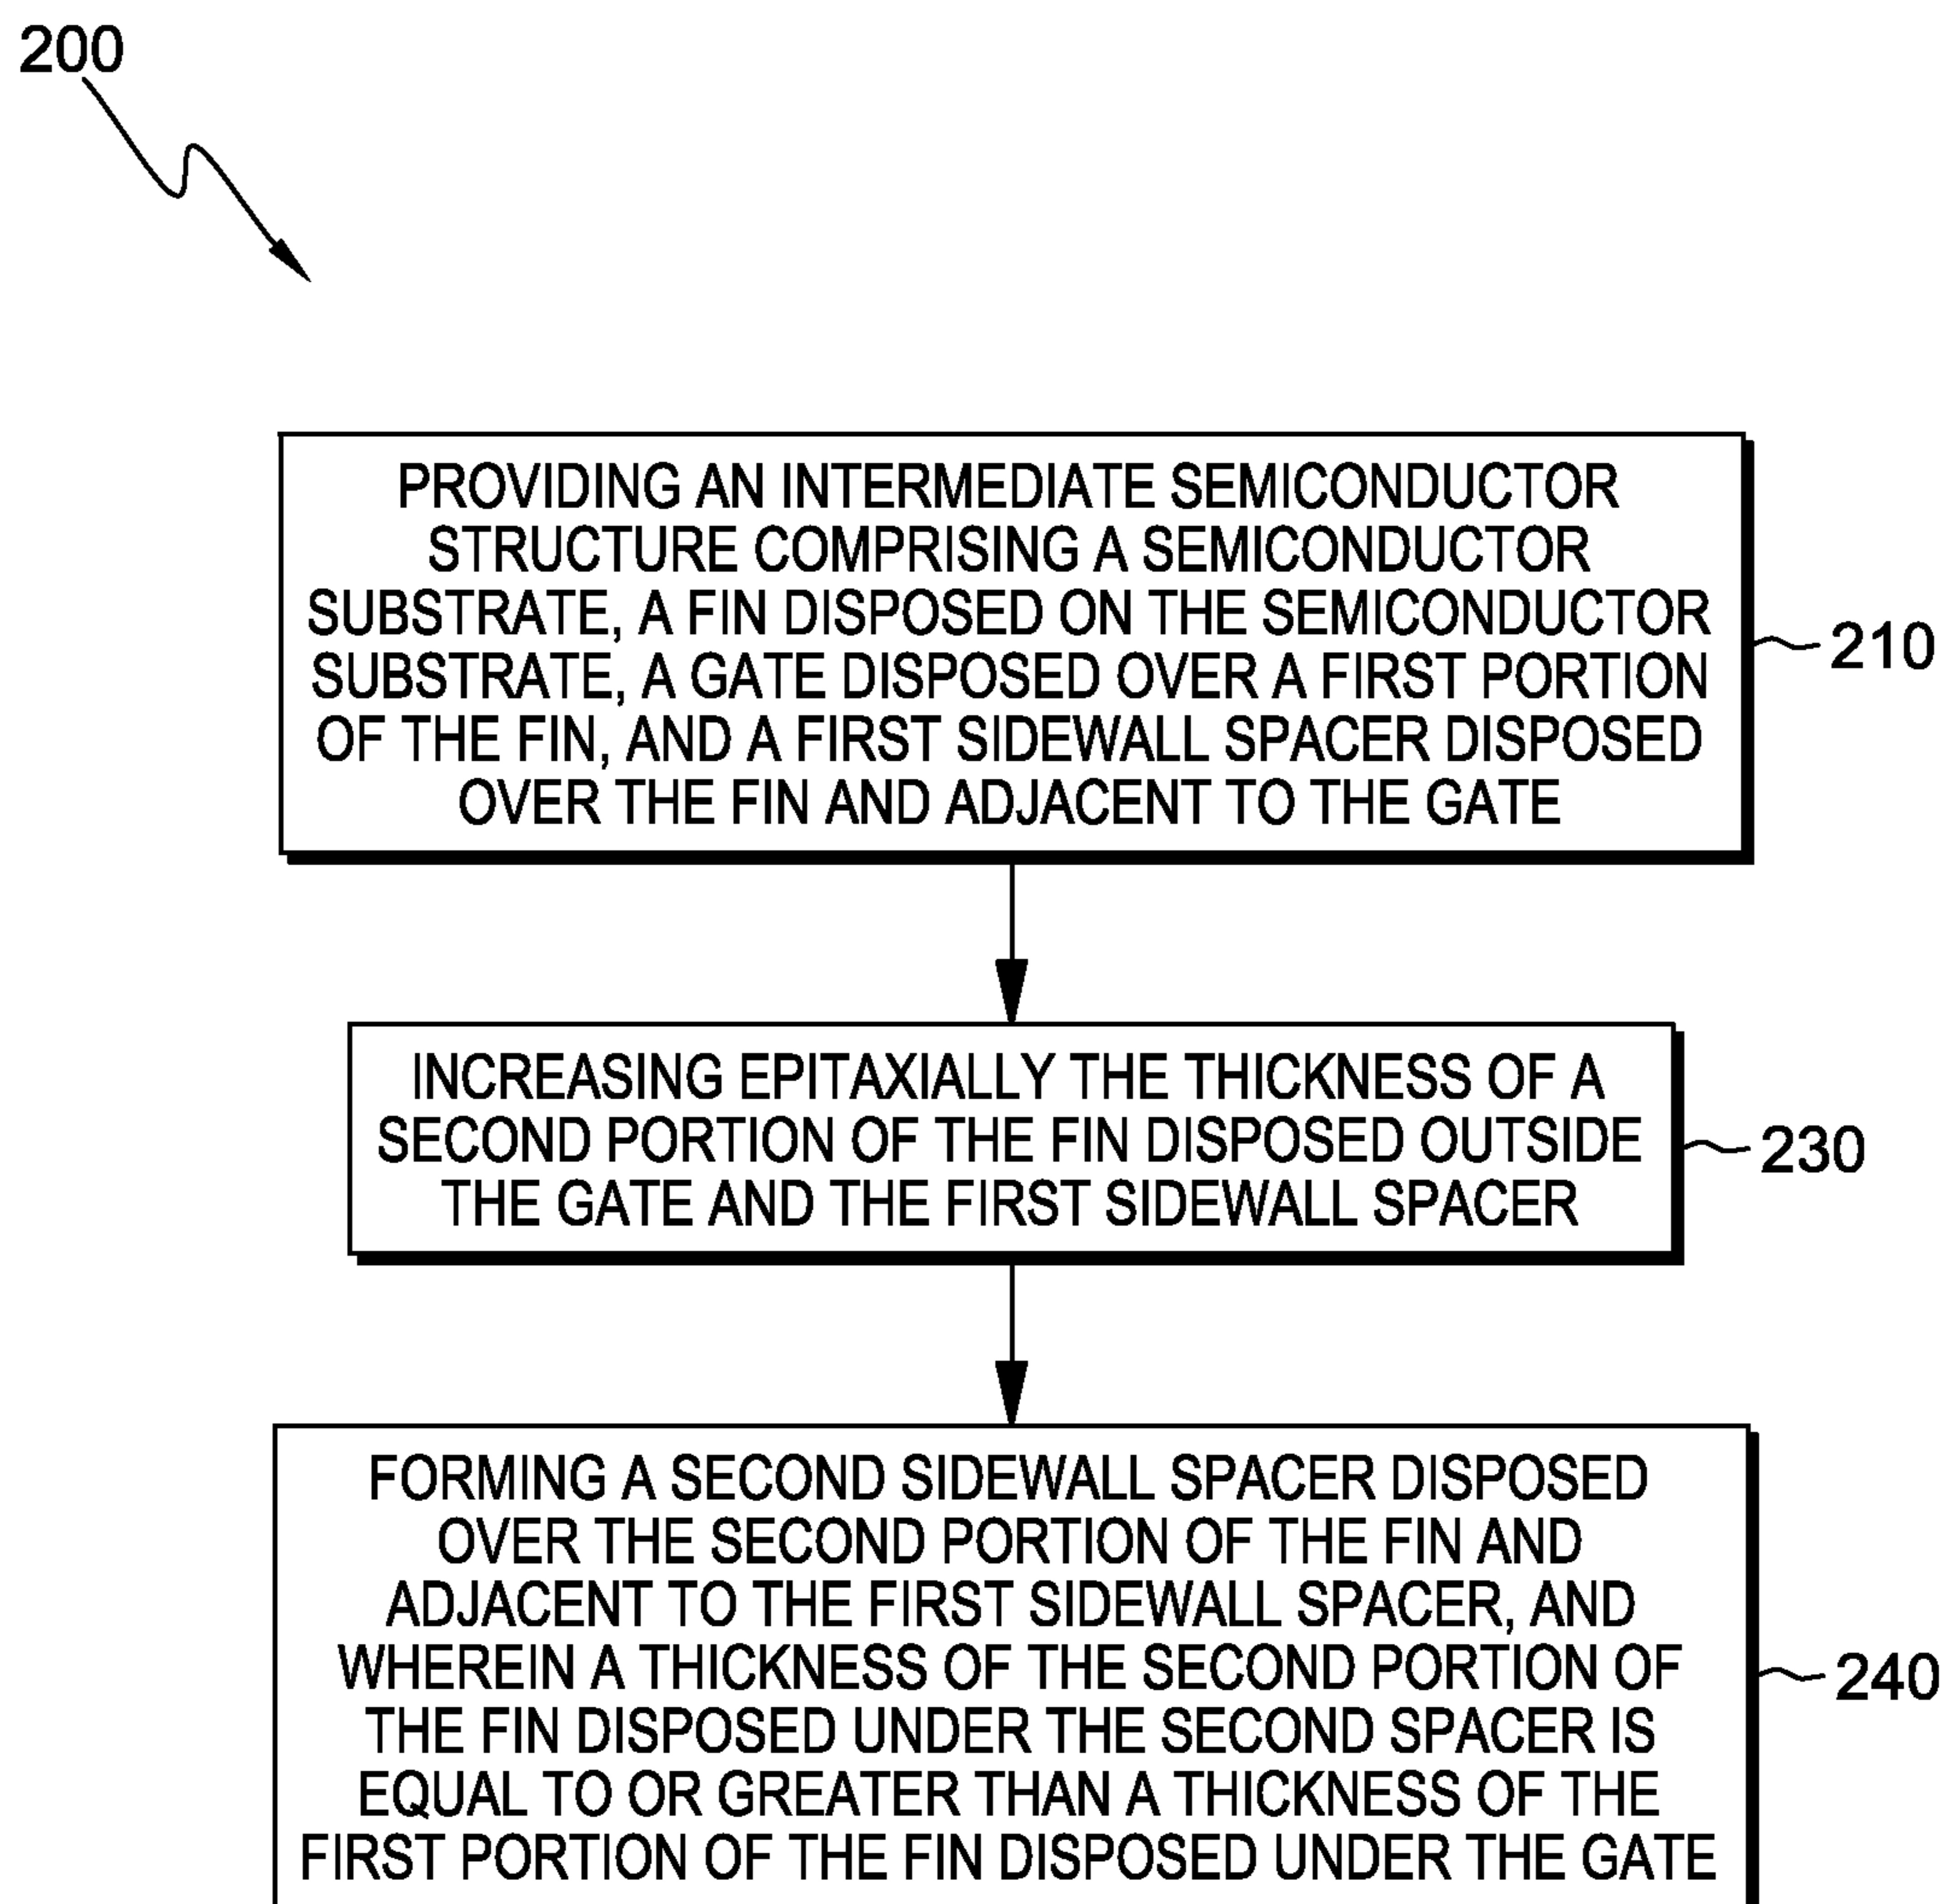 200
PROVIDING AN INTERMEDIATE SEMICONDUCTOR
STRUCTURE COMPRISING A SEMICONDUCTOR
SUBSTRATE, A FIN DISPOSED ON THE SEMICONDUCTOR
SUBSTRATE, A GATE DISPOSED OVER A FIRST PORTION
OF THE FIN, AND A FIRST SIDEWALL SPACER DISPOSED
OVER THE FIN AND ADJACENT TO THE GATE
210
INCREASING EPITAXIALLY THE THICKNESS OF A
SECOND PORTION OF THE FIN DISPOSED OUTSIDE
THE GATE AND THE FIRST SIDEWALL SPACER
230
FORMING A SECOND SIDEWALL SPACER DISPOSED
OVER THE SECOND PORTION OF THE FIN AND
ADJACENT TO THE FIRST SIDEWALL SPACER, AND
WHEREIN A THICKNESS OF THE SECOND PORTION OF
THE FIN DISPOSED UNDER THE SECOND SPACER IS
EQUAL TO OR GREATER THAN A THICKNESS OF THE
FIRST PORTION OF THE FIN DISPOSED UNDER THE GATE
240